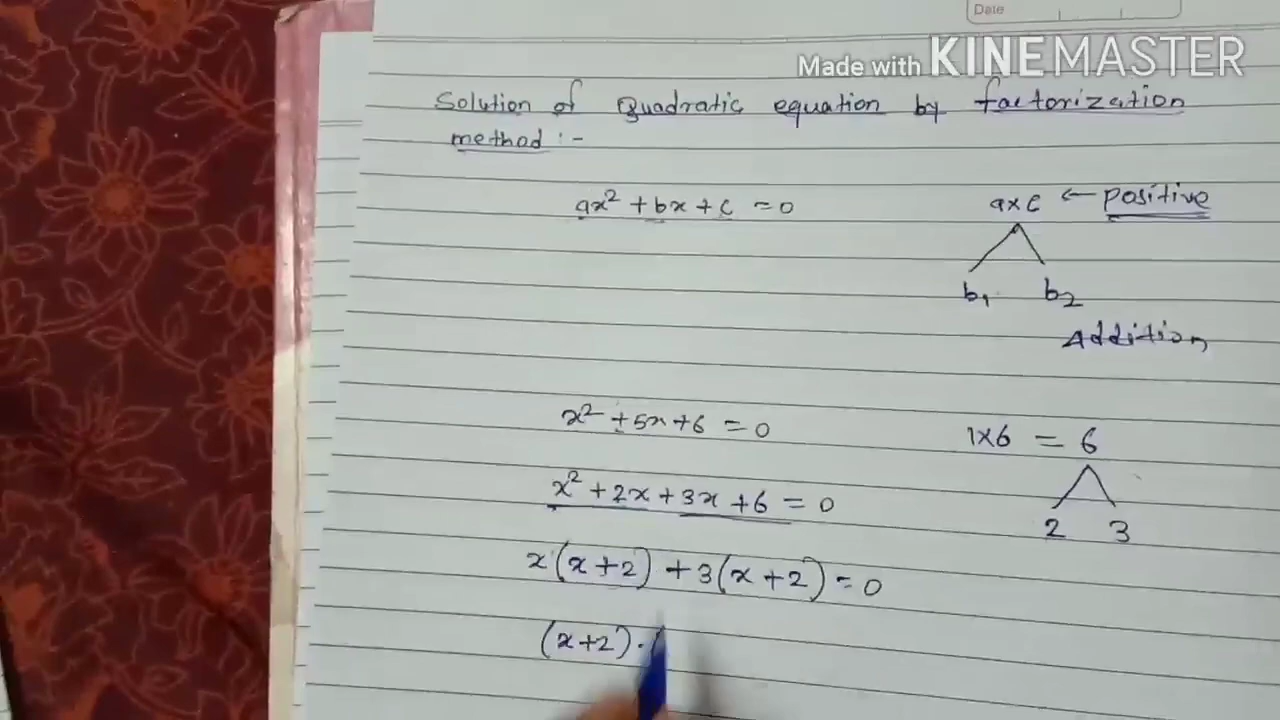 Date
Made with KINEMASTER
Solution of Quadratic equation by factorization
method :-
ax² + bx + c = 0
a×c ← positive
b₁ b₂
Addition
x² + 5x + 6 = 0
1×6 = 6
x² + 2x + 3x + 6 = 0
2 3
x(x+2) + 3(x+2) = 0
(x+2) · (